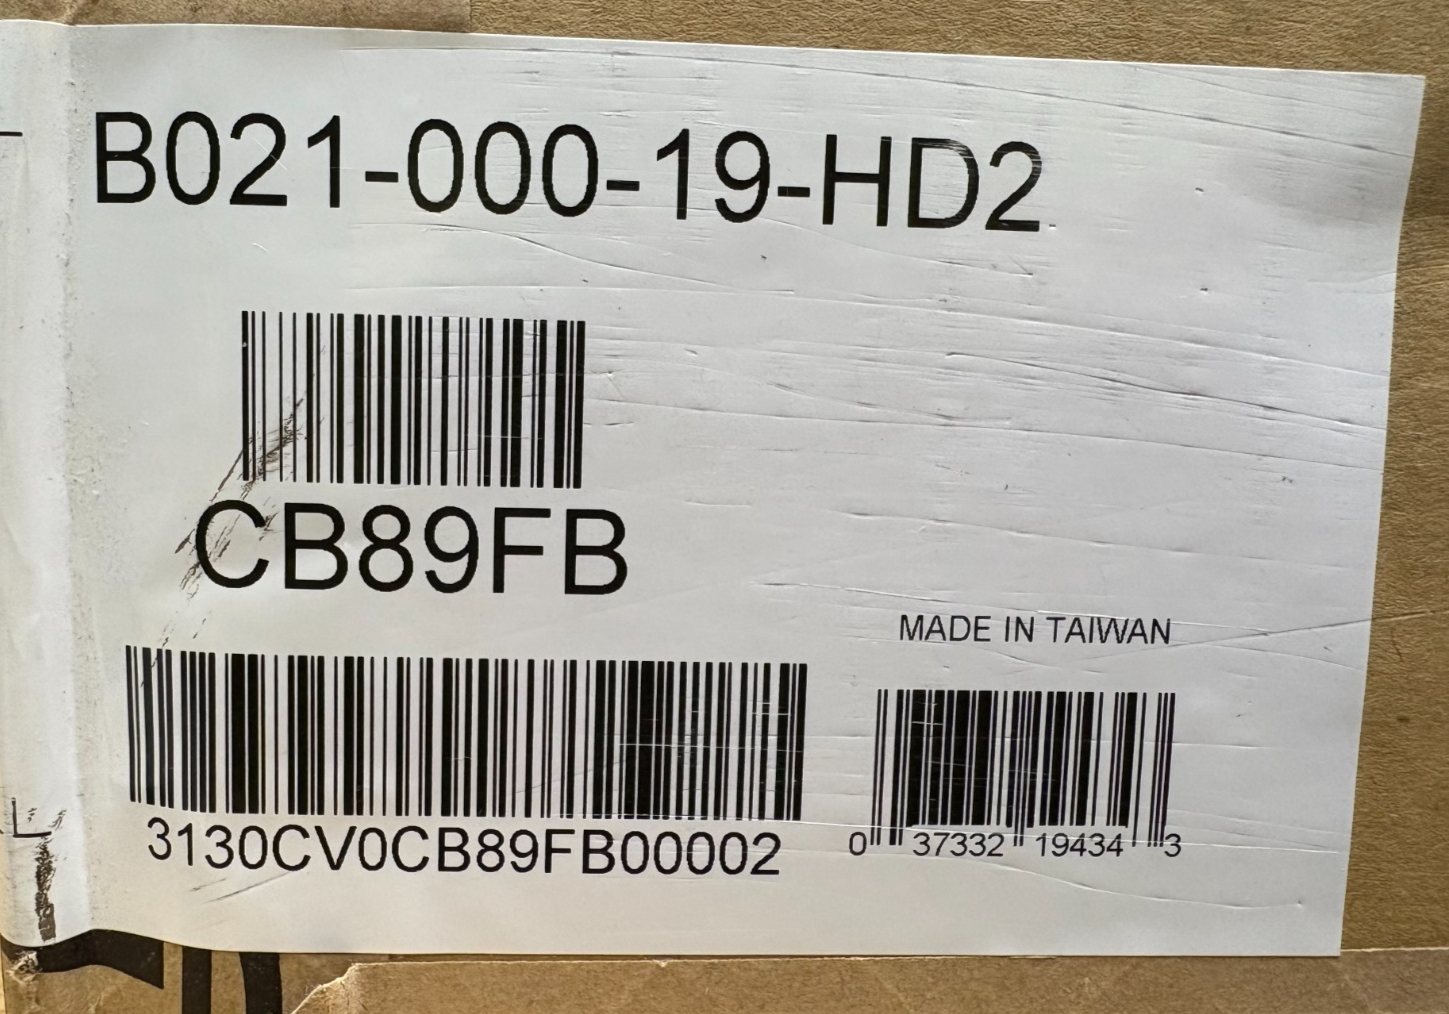 B021-000-19-HD2
CB89FB
MADE IN TAIWAN
3130CV0CB89FB00002
0 37332 19434 3